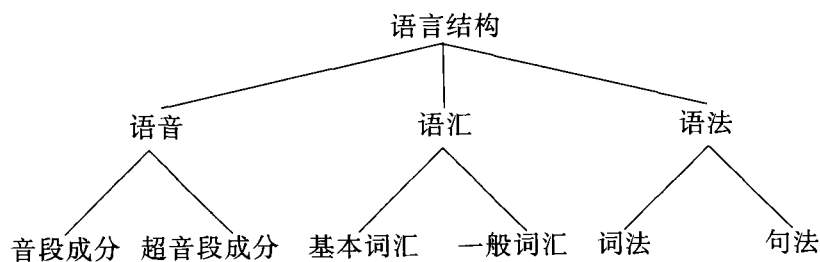 语言结构
语音 语汇 语法
音段成分 超音段成分 基本词汇 一般词汇 词法 句法